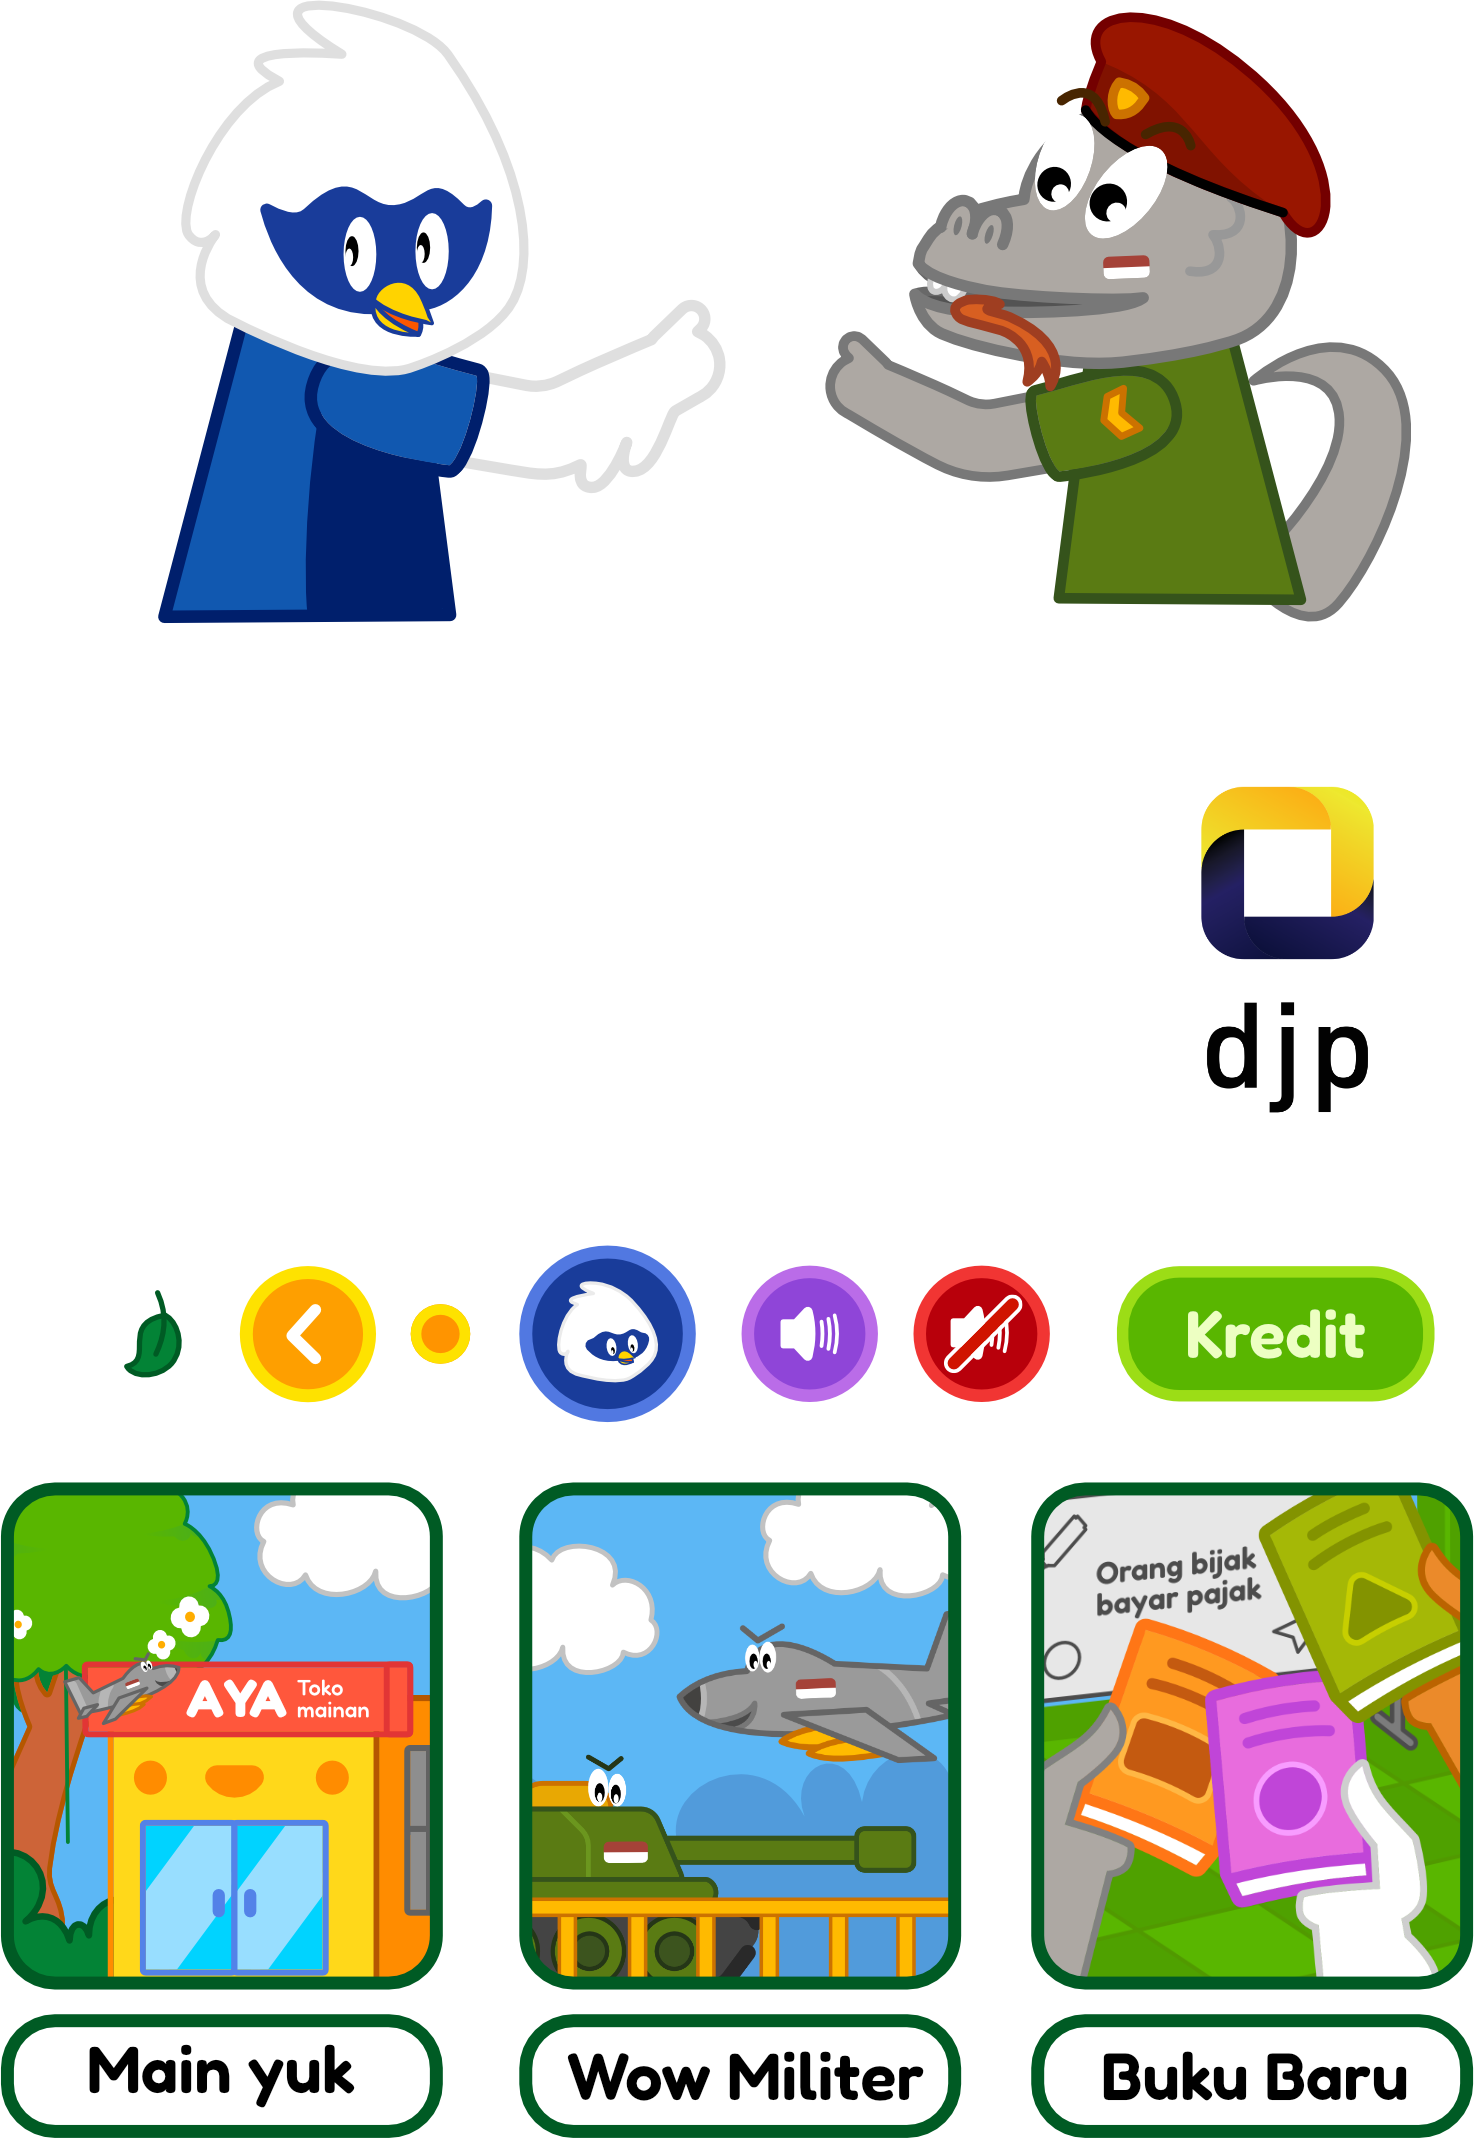 djp
Kredit
AYA
Toko
mainan
Orang bijak
bayar pajak
Main yuk
Wow Militer
Buku Baru